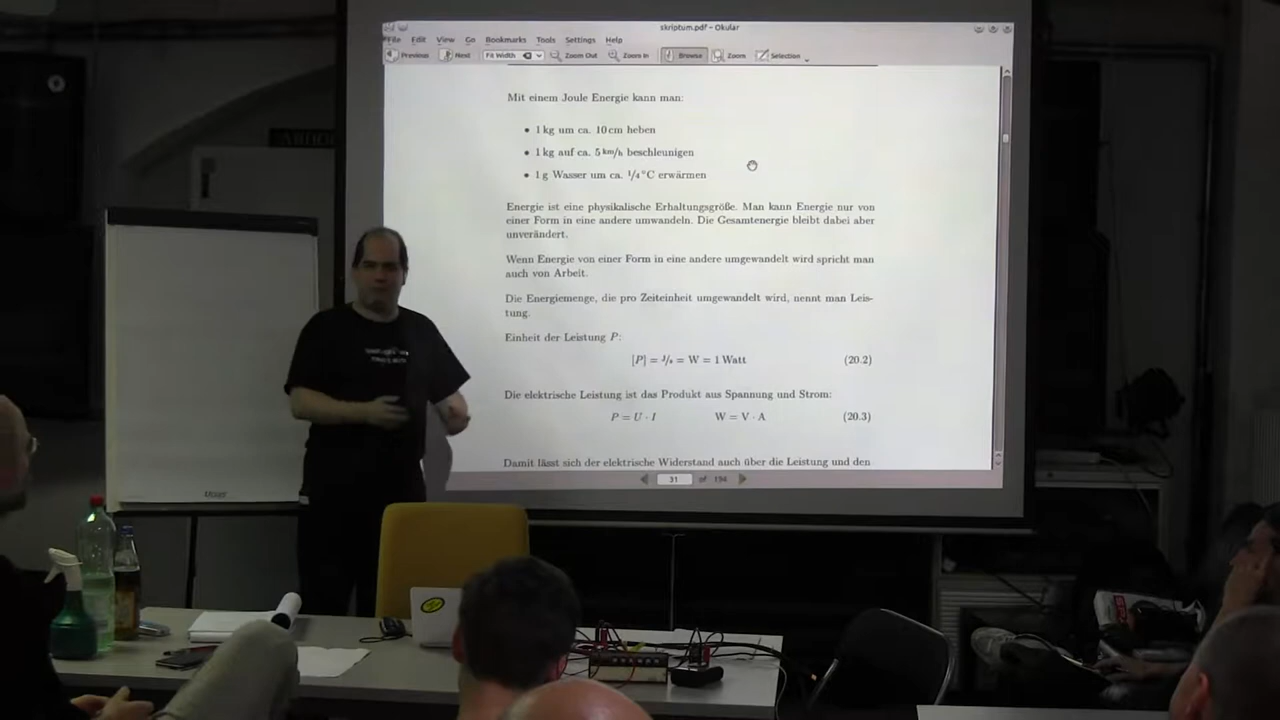 skriptum.pdf – Okular
File Edit View Go Bookmarks Tools Settings Help
Previous Next Fit Width Zoom Out Zoom In Browse Zoom Selection
Mit einem Joule Energie kann man:
• 1 kg um ca. 10 cm heben
• 1 kg auf ca. 5 km/h beschleunigen
• 1 g Wasser um ca. 1/4 °C erwärmen
Energie ist eine physikalische Erhaltungsgröße. Man kann Energie nur von
einer Form in eine andere umwandeln. Die Gesamtenergie bleibt dabei aber
unverändert.
Wenn Energie von einer Form in eine andere umgewandelt wird spricht man
auch von Arbeit.
Die Energiemenge, die pro Zeiteinheit umgewandelt wird, nennt man Leis-
tung.
Einheit der Leistung P:
[P] = J/s = W = 1 Watt (20.2)
Die elektrische Leistung ist das Produkt aus Spannung und Strom:
P = U · I W = V · A (20.3)
Damit lässt sich der elektrische Widerstand auch über die Leistung und den
31 of 194